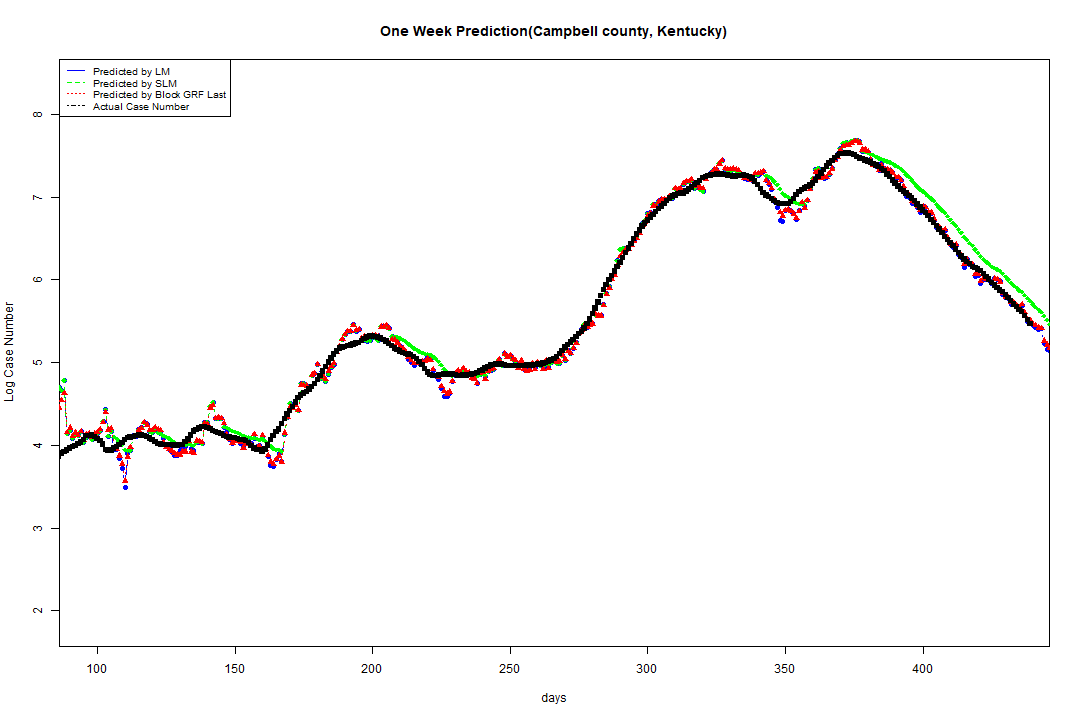 One Week Prediction(Campbell county, Kentucky)
Predicted by LM
Predicted by SLM
Predicted by Block GRF Last
Actual Case Number
Log Case Number
8
7
6
5
4
3
2
100 150 200 250 300 350 400
days